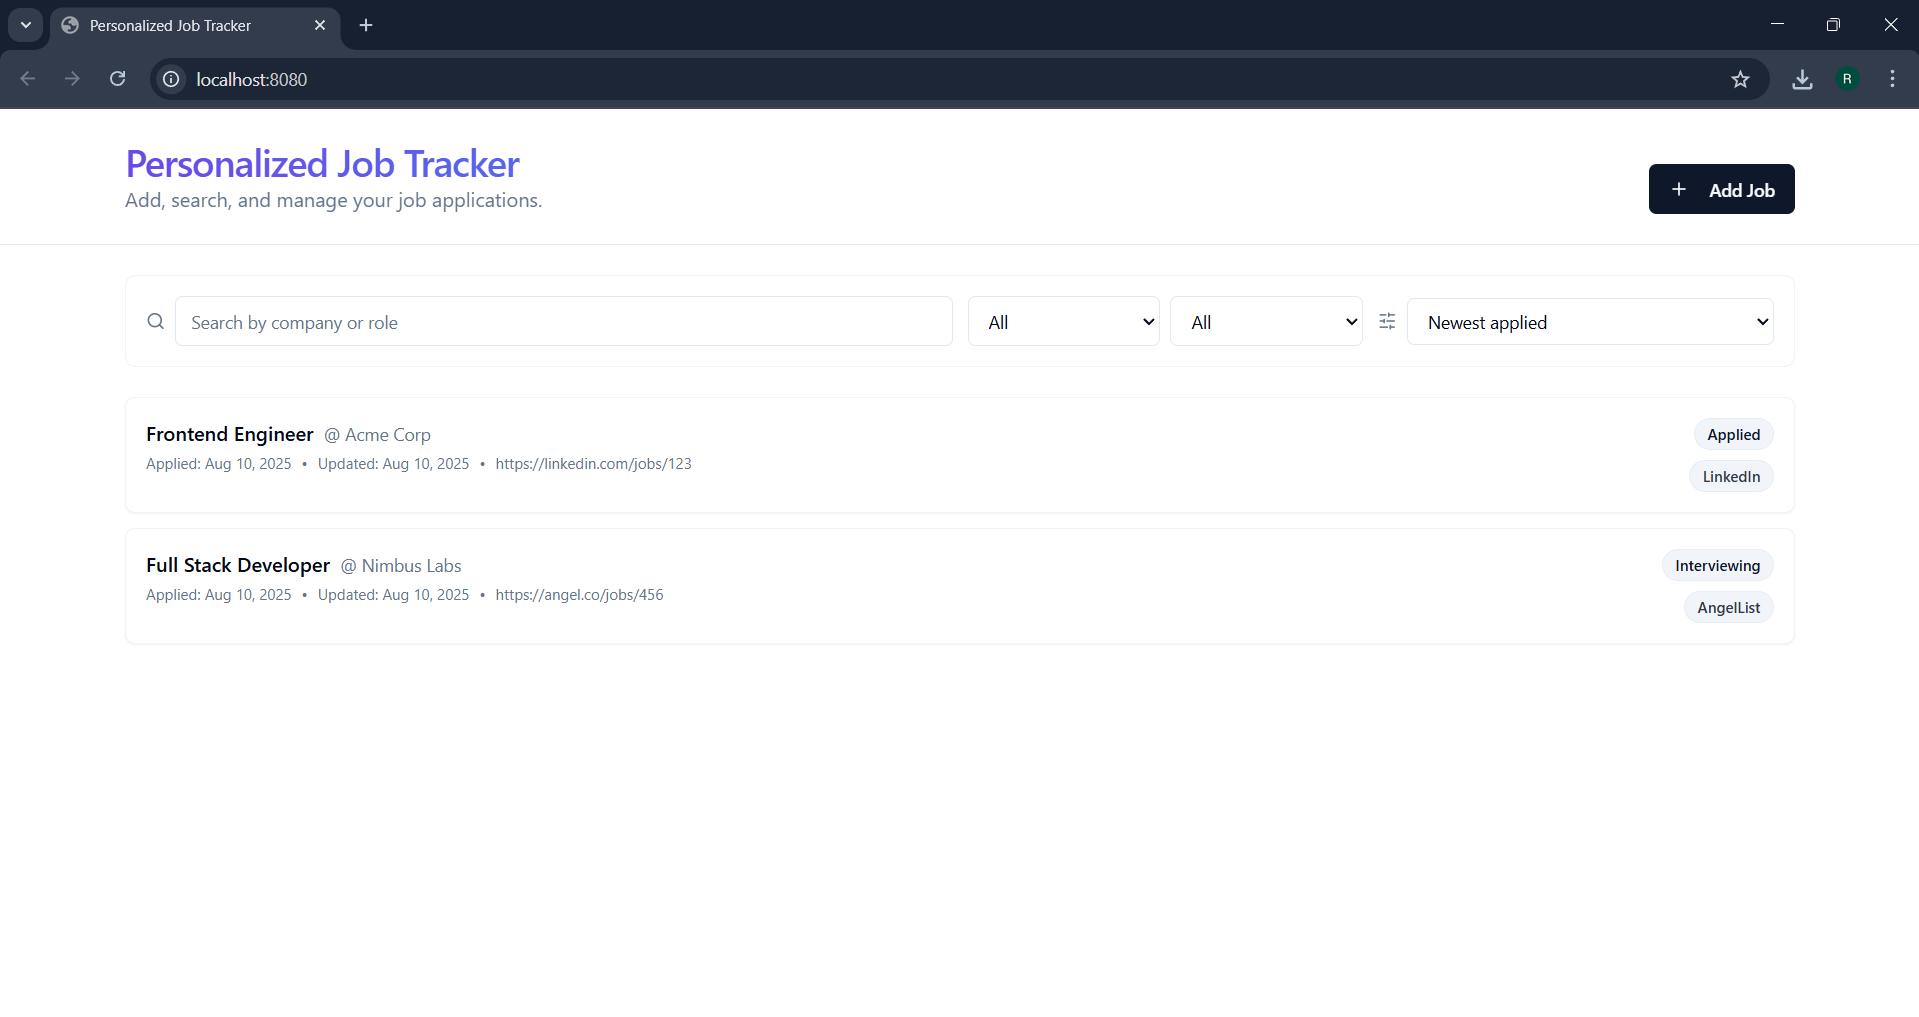 Personalized Job Tracker
localhost:8080
R
Personalized Job Tracker
Add, search, and manage your job applications.
+ Add Job
Search by company or role
All
All
Newest applied
Frontend Engineer @ Acme Corp
Applied
Applied: Aug 10, 2025 • Updated: Aug 10, 2025 • https://linkedin.com/jobs/123
LinkedIn
Full Stack Developer @ Nimbus Labs
Interviewing
Applied: Aug 10, 2025 • Updated: Aug 10, 2025 • https://angel.co/jobs/456
AngelList